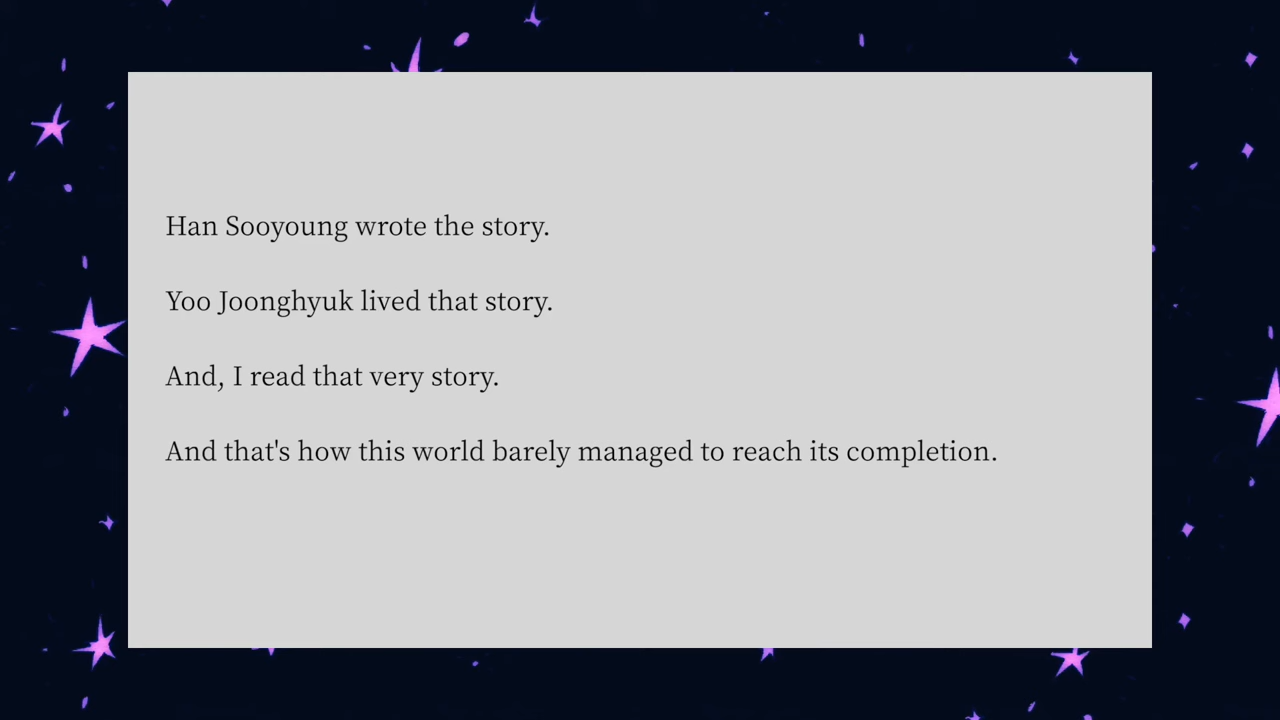 Han Sooyoung wrote the story.
Yoo Joonghyuk lived that story.
And, I read that very story.
And that's how this world barely managed to reach its completion.